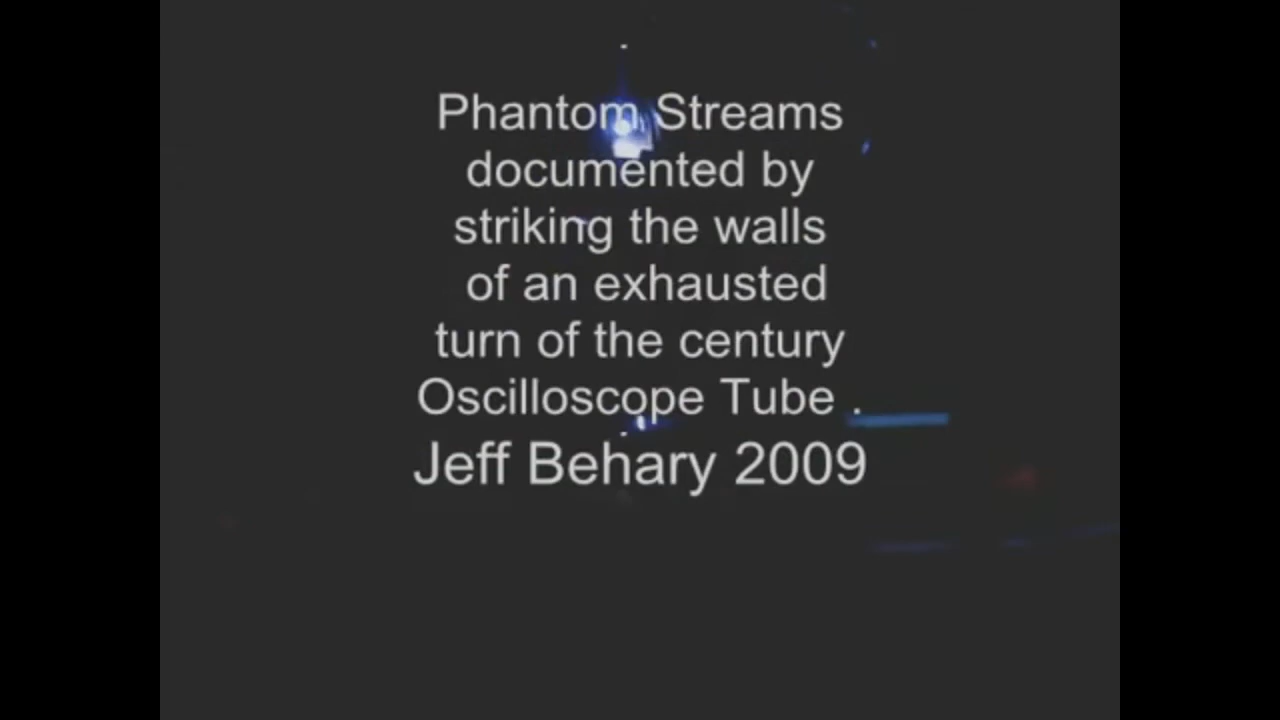 Phantom Streams
documented by
striking the walls
of an exhausted
turn of the century
Oscilloscope Tube .
Jeff Behary 2009